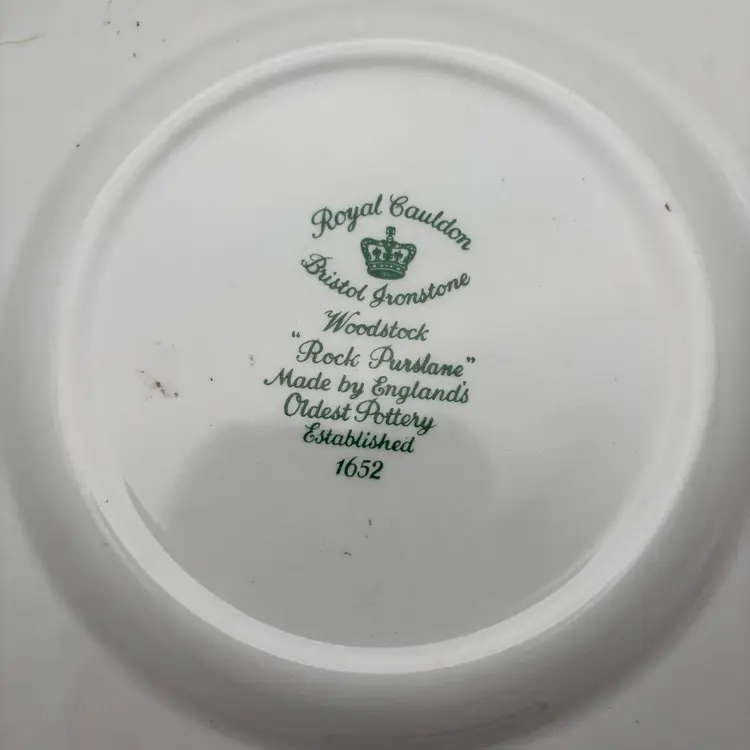 Royal Cauldon
Bristol Ironstone
Woodstock
"Rock Purslane"
Made by England's
Oldest Pottery
Established
1652